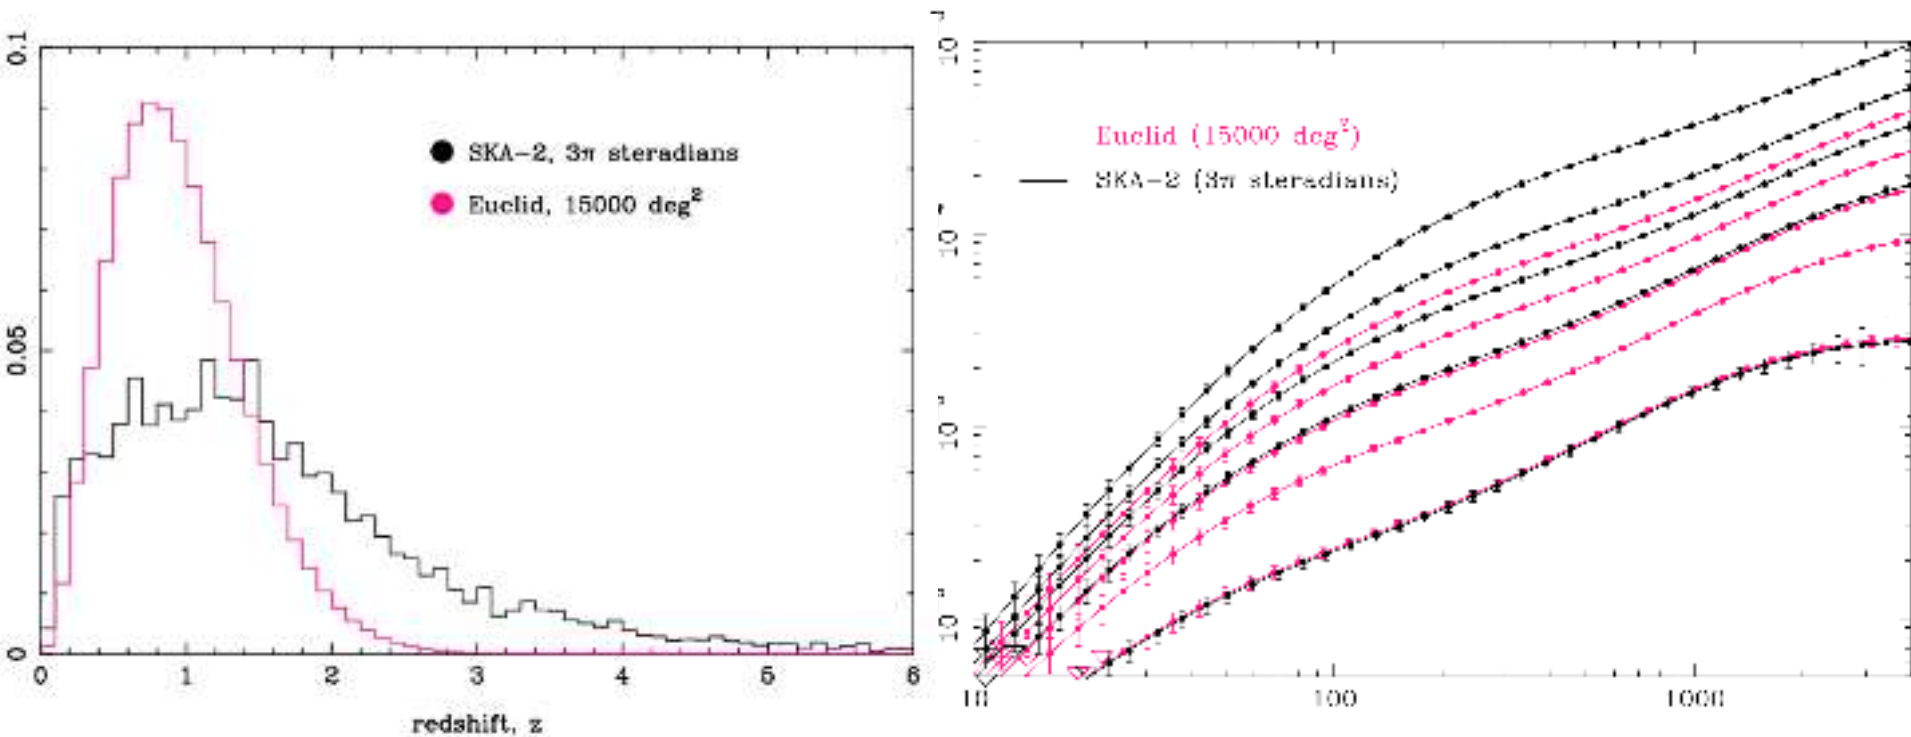 0.1
0.05
0
0 1 2 3 4 5 6
redshift, z
SKA-2, 3π steradians
Euclid, 15000 deg²
Euclid (15000 deg²)
SKA-2 (3π steradians)
10 100 1000